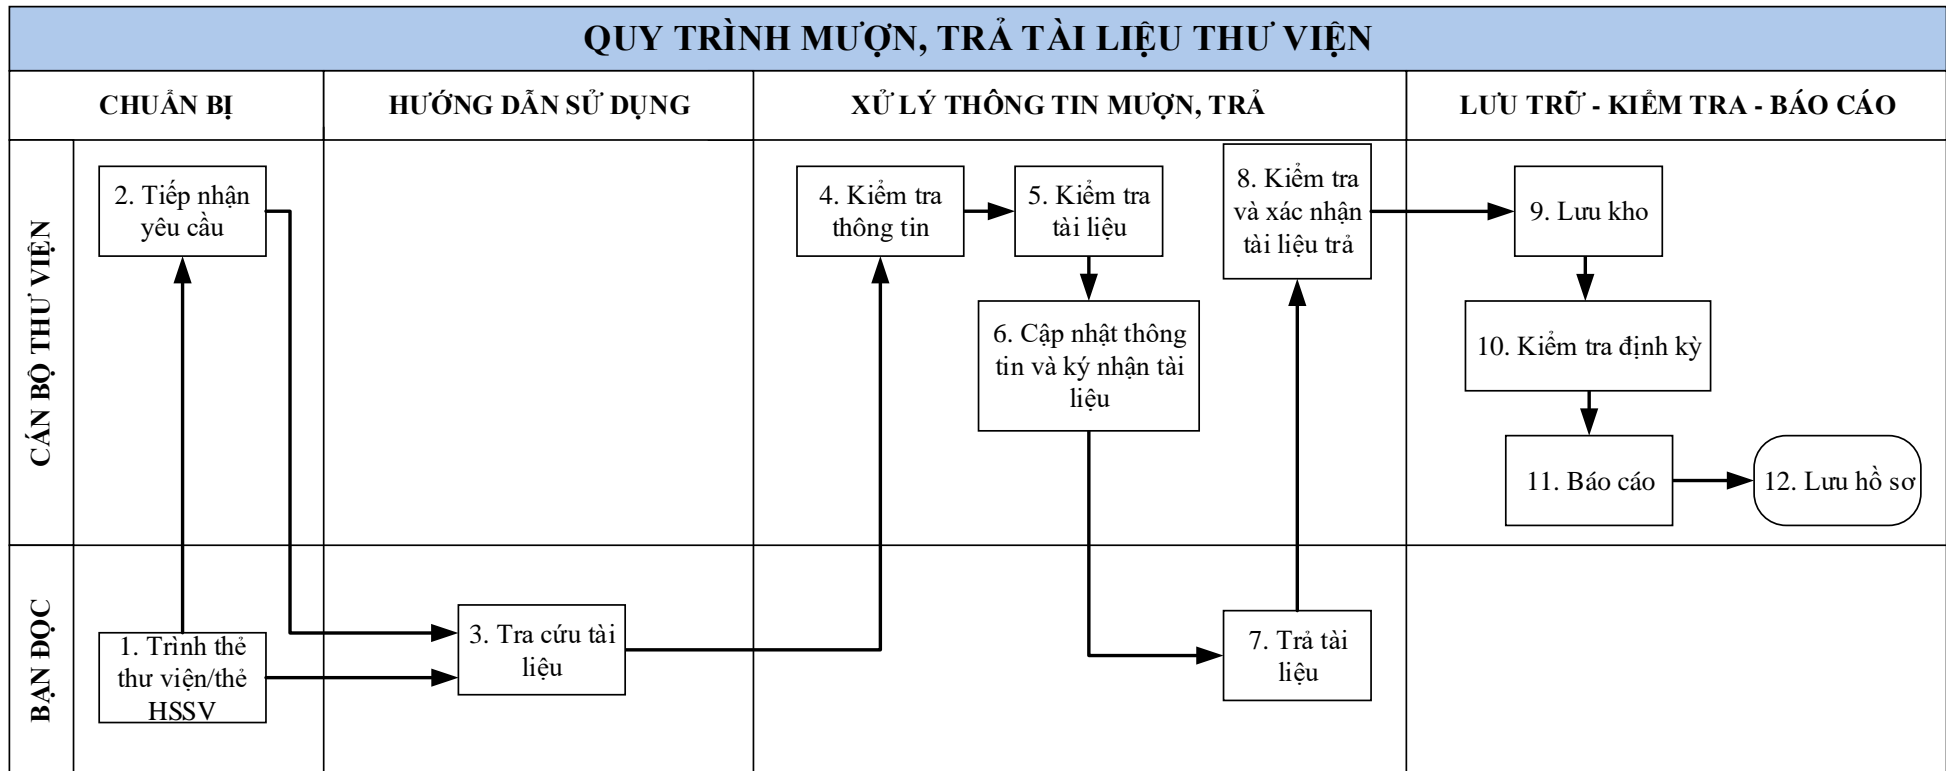 QUY TRÌNH MƯỢN, TRẢ TÀI LIỆU THƯ VIỆN
CHUẨN BỊ
HƯỚNG DẪN SỬ DỤNG
XỬ LÝ THÔNG TIN MƯỢN, TRẢ
LƯU TRỮ - KIỂM TRA - BÁO CÁO
CÁN BỘ THƯ VIỆN
2. Tiếp nhận
yêu cầu
4. Kiểm tra
thông tin
5. Kiểm tra
tài liệu
6. Cập nhật thông
tin và ký nhận tài
liệu
8. Kiểm tra
và xác nhận
tài liệu trả
9. Lưu kho
10. Kiểm tra định kỳ
11. Báo cáo
12. Lưu hồ sơ
BẠN ĐỌC
1. Trình thẻ
thư viện/thẻ
HSSV
3. Tra cứu tài
liệu
7. Trả tài
liệu